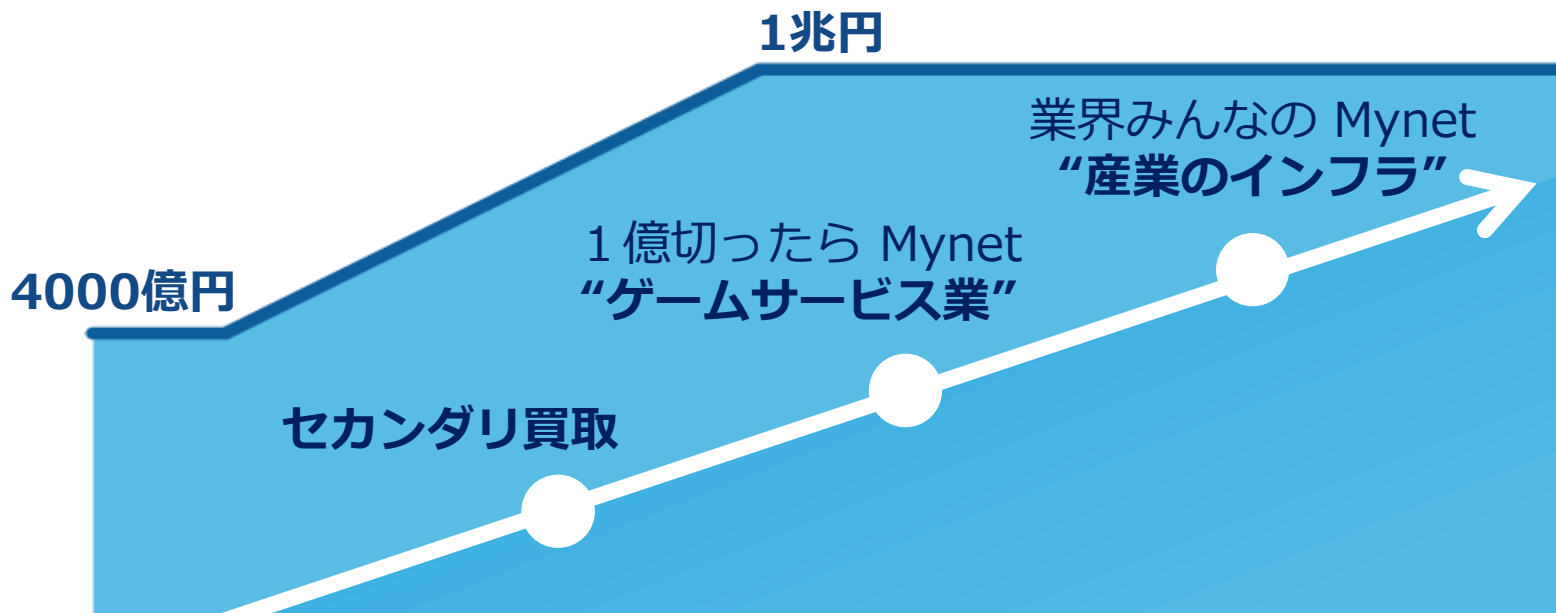 1兆円
業界みんなの Mynet
“産業のインフラ”
１億切ったら Mynet
“ゲームサービス業”
4000億円
セカンダリ買取